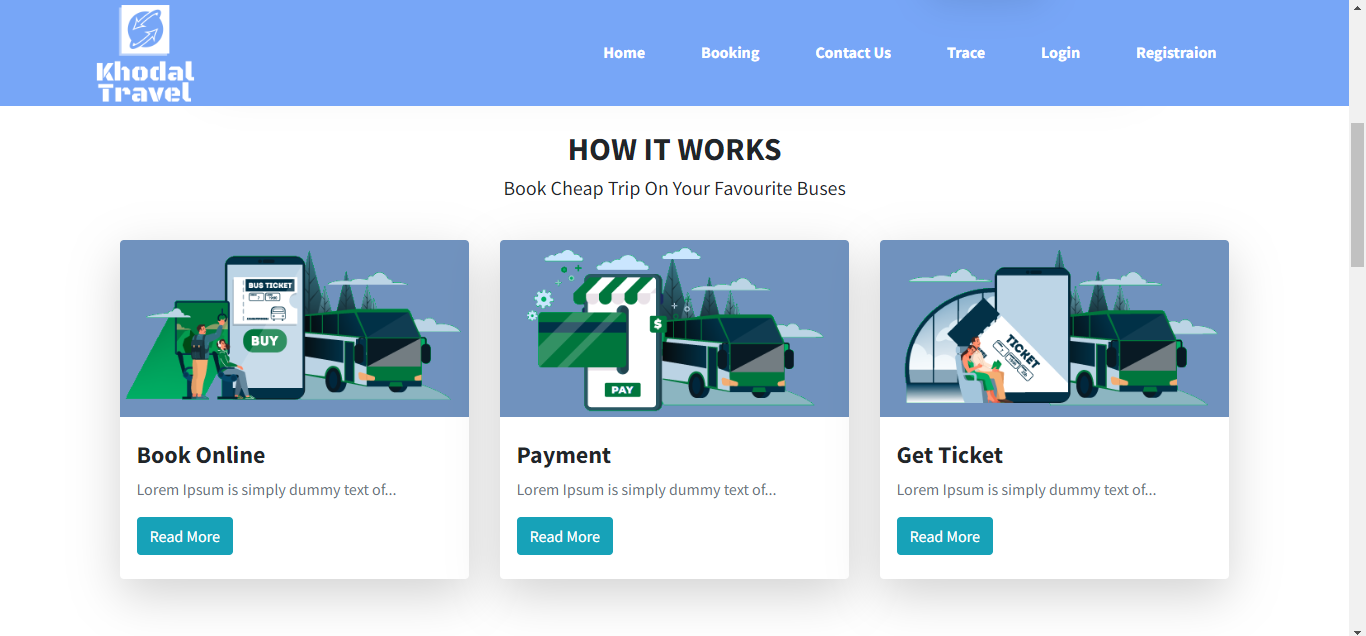 Khodal
Travel
Home Booking Contact Us Trace Login Registraion
HOW IT WORKS
Book Cheap Trip On Your Favourite Buses
BUS TICKET
BUY
$
PAY
TICKET
Book Online
Lorem Ipsum is simply dummy text of...
Read More
Payment
Lorem Ipsum is simply dummy text of...
Read More
Get Ticket
Lorem Ipsum is simply dummy text of...
Read More